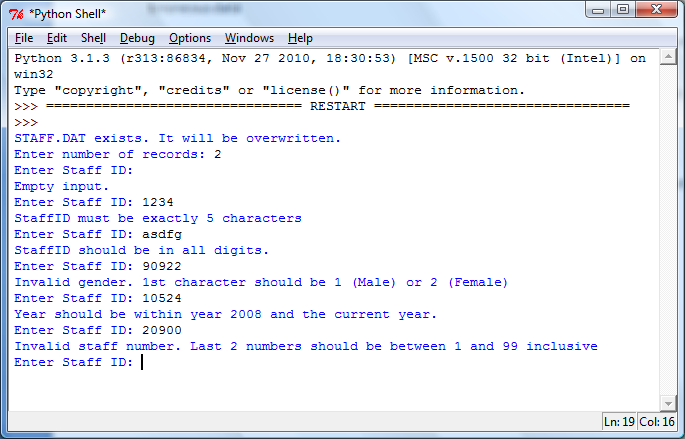 *Python Shell*
File Edit Shell Debug Options Windows Help
Python 3.1.3 (r313:86834, Nov 27 2010, 18:30:53) [MSC v.1500 32 bit (Intel)] on
win32
Type "copyright", "credits" or "license()" for more information.
>>> ================================ RESTART ================================
>>>
STAFF.DAT exists. It will be overwritten.
Enter number of records: 2
Enter Staff ID:
Empty input.
Enter Staff ID: 1234
StaffID must be exactly 5 characters
Enter Staff ID: asdfg
StaffID should be in all digits.
Enter Staff ID: 90922
Invalid gender. 1st character should be 1 (Male) or 2 (Female)
Enter Staff ID: 10524
Year should be within year 2008 and the current year.
Enter Staff ID: 20900
Invalid staff number. Last 2 numbers should be between 1 and 99 inclusive
Enter Staff ID:
Ln: 19 Col: 16